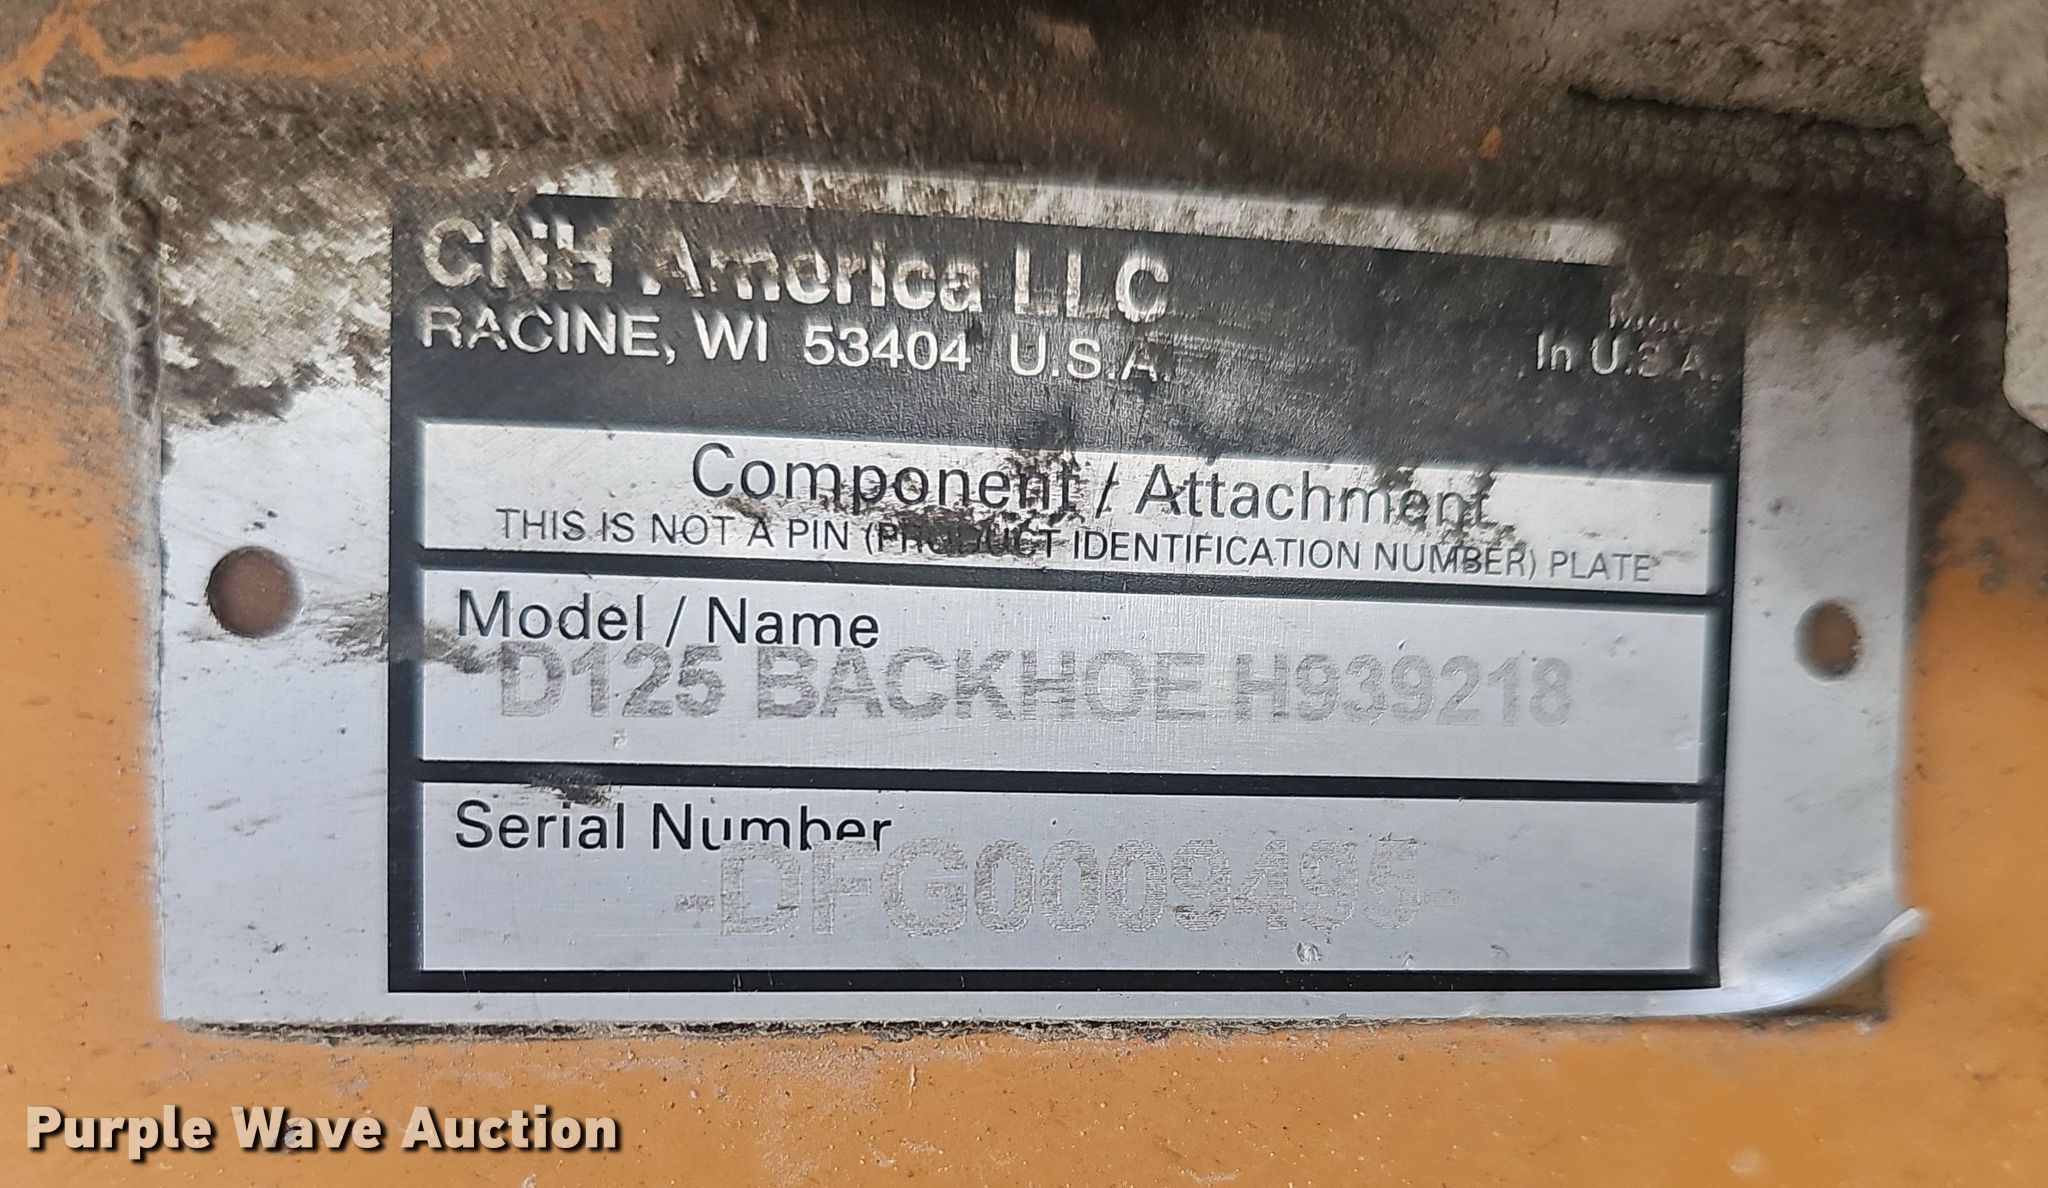 CNH America LLC
RACINE, WI 53404 U.S.A.
Made
In U.S.A.
Component / Attachment
THIS IS NOT A PIN (PRODUCT IDENTIFICATION NUMBER) PLATE
Model / Name
D125 BACKHOE H939218
Serial Number
-DFG0009495-
Purple Wave Auction